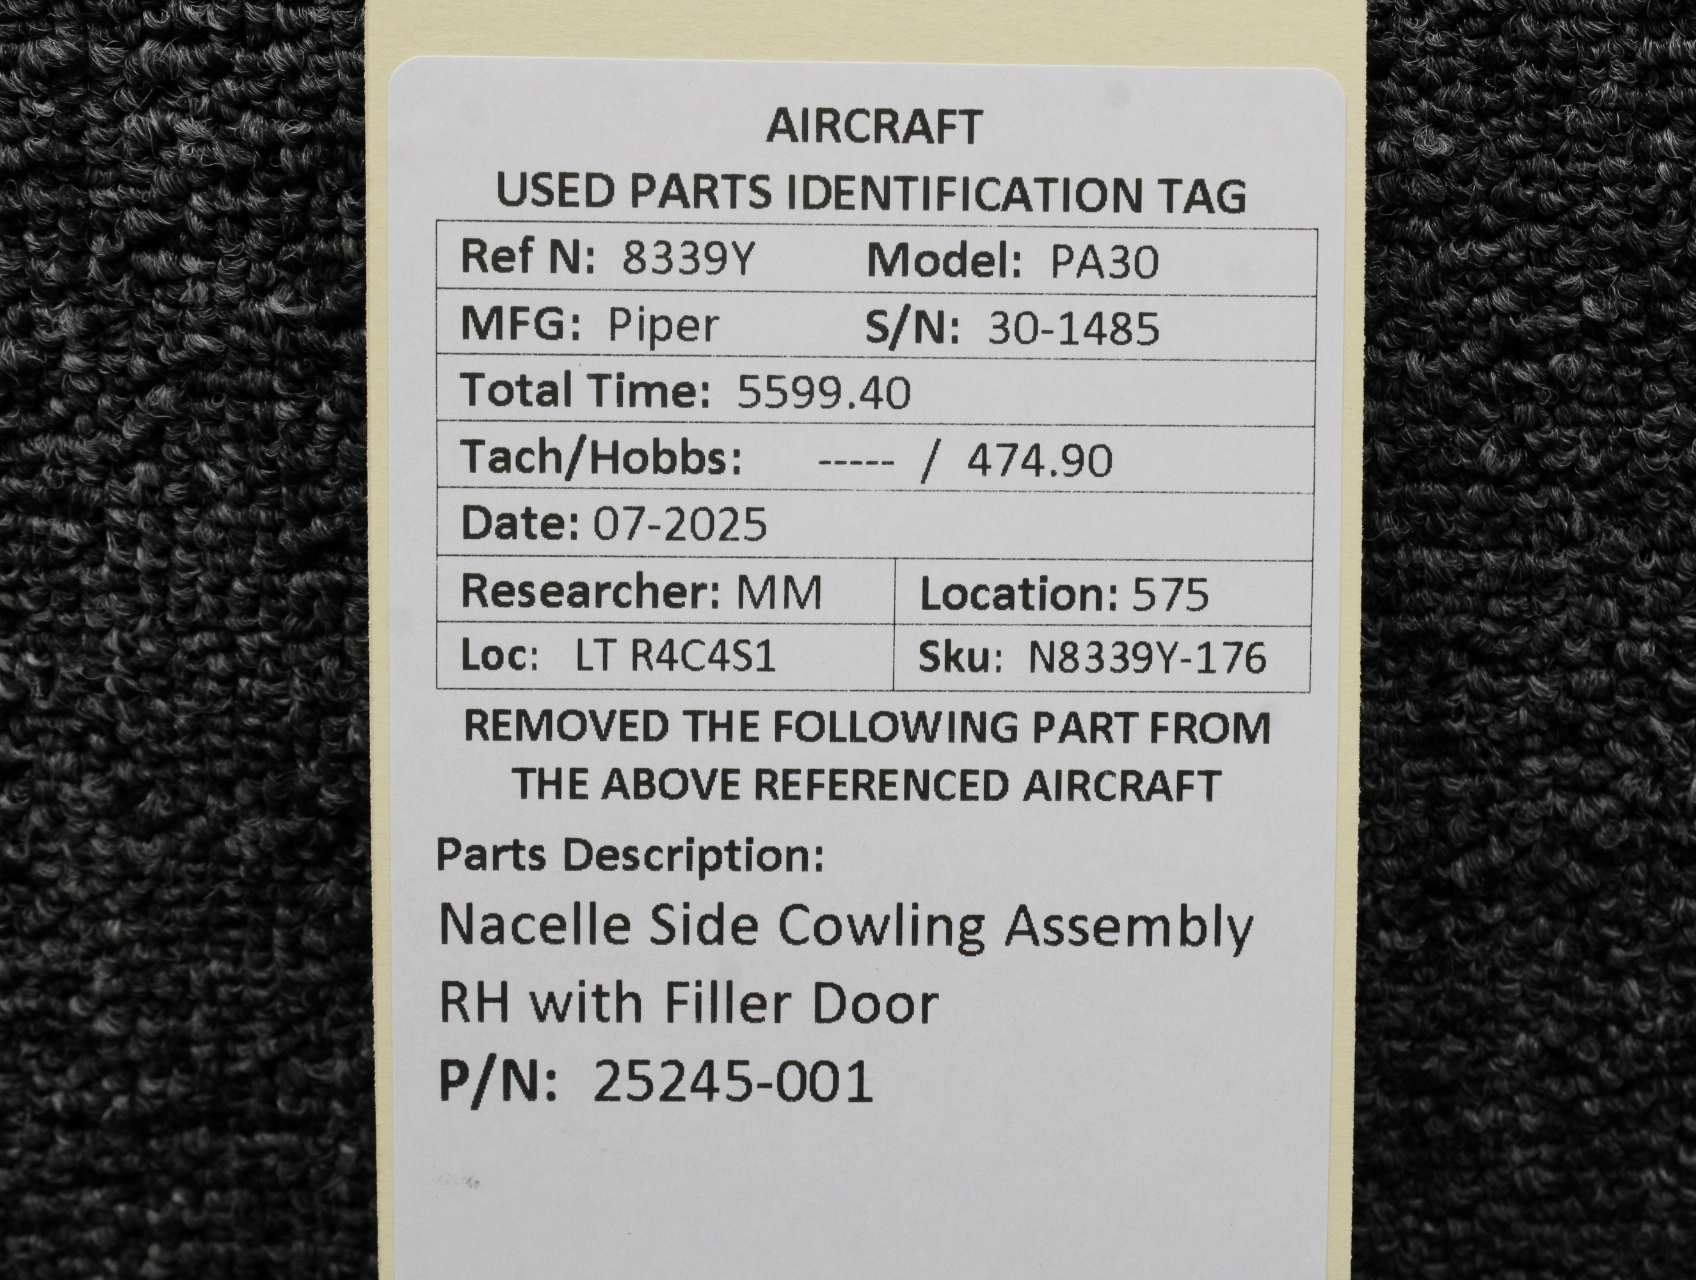 AIRCRAFT
USED PARTS IDENTIFICATION TAG
Ref N: 8339Y Model: PA30
MFG: Piper S/N: 30-1485
Total Time: 5599.40
Tach/Hobbs: ----- / 474.90
Date: 07-2025
Researcher: MM Location: 575
Loc: LT R4C4S1 Sku: N8339Y-176
REMOVED THE FOLLOWING PART FROM
THE ABOVE REFERENCED AIRCRAFT
Parts Description:
Nacelle Side Cowling Assembly
RH with Filler Door
P/N: 25245-001